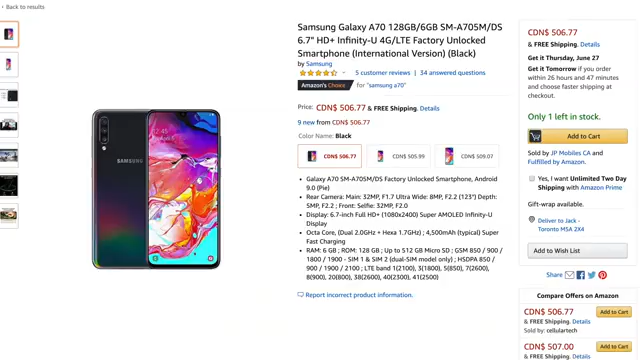 ‹ Back to results
Samsung Galaxy A70 128GB/6GB SM-A705M/DS
6.7" HD+ Infinity-U 4G/LTE Factory Unlocked
Smartphone (International Version) (Black)
by Samsung
5 customer reviews | 34 answered questions
Amazon's Choice for "samsung a70"
Price: CDN$ 506.77 & FREE Shipping. Details
9 new from CDN$ 506.77
Color Name: Black
CDN$ 506.77
CDN$ 505.99
CDN$ 509.07
• Galaxy A70 SM-A705M/DS Factory Unlocked Smartphone, Android
9.0 (Pie)
• Rear Camera: Main: 32MP, F1.7 Ultra Wide: 8MP, F2.2 (123°) Depth:
5MP, F2.2 ; Front: Selfie: 32MP, F2.0
• Display: 6.7-inch Full HD+ (1080x2400) Super AMOLED Infinity-U
Display
• Octa Core, (Dual 2.0GHz + Hexa 1.7GHz) ; 4,500mAh (typical) Super
Fast Charging
• RAM: 6 GB ; ROM: 128 GB ; Up to 512 GB Micro SD ; GSM 850 / 900 /
1800 / 1900 - SIM 1 & SIM 2 (dual-SIM model only) ; HSDPA 850
/ 900 / 1900 / 2100 ; LTE band 1(2100), 3(1800), 5(850), 7(2600),
8(900), 20(800), 38(2600), 40(2300), 41(2500)
Report incorrect product information.
SAMSUNG
12:45
CDN$ 506.77
& FREE Shipping. Details
Get it Thursday, June 27
Get it Tomorrow if you order
within 26 hours and 47 minutes
and choose faster shipping at
checkout.
Only 1 left in stock.
Add to Cart
Sold by JP Mobiles CA and
Fulfilled by Amazon.
Yes, I want Unlimited Two Day
Shipping with Amazon Prime
Gift-wrap available.
Deliver to Jack -
Toronto M5A 2X4
Add to Wish List
Share
Compare Offers on Amazon
CDN$ 506.77
Add to Cart
& FREE Shipping. Details
Sold by: cellulartech
CDN$ 507.00
Add to Cart
& FREE Shipping. Details